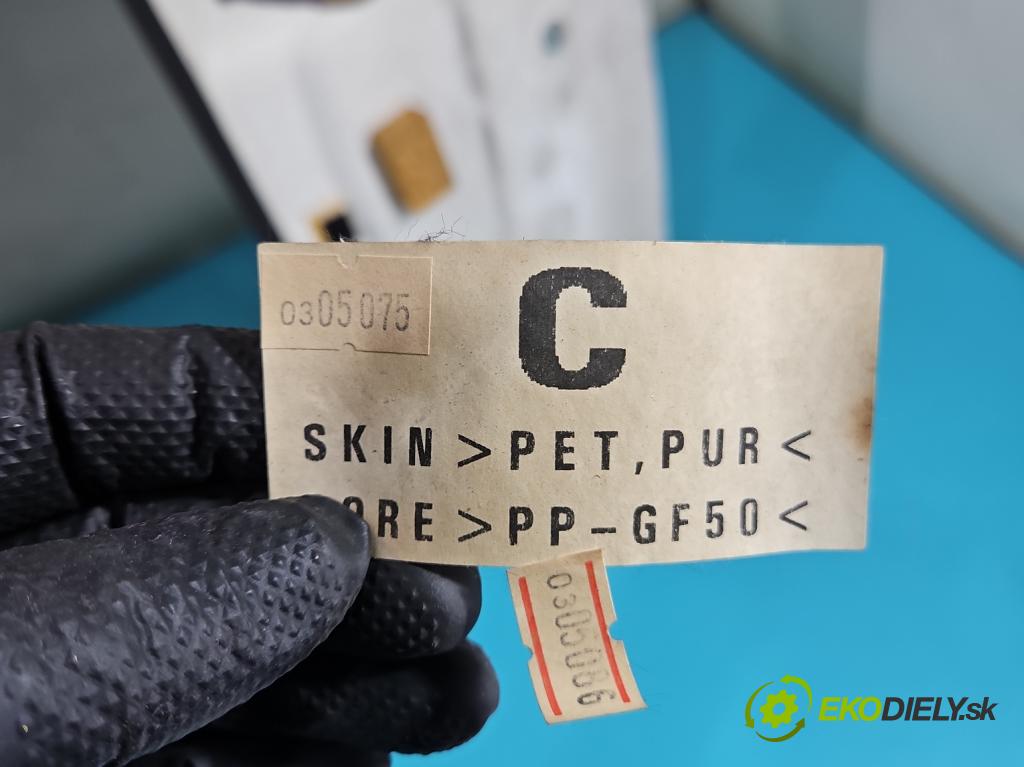 0305075
C
SKIN >PET,PUR<
ORE >PP-GF50<
0305086
EKODIELY.sk